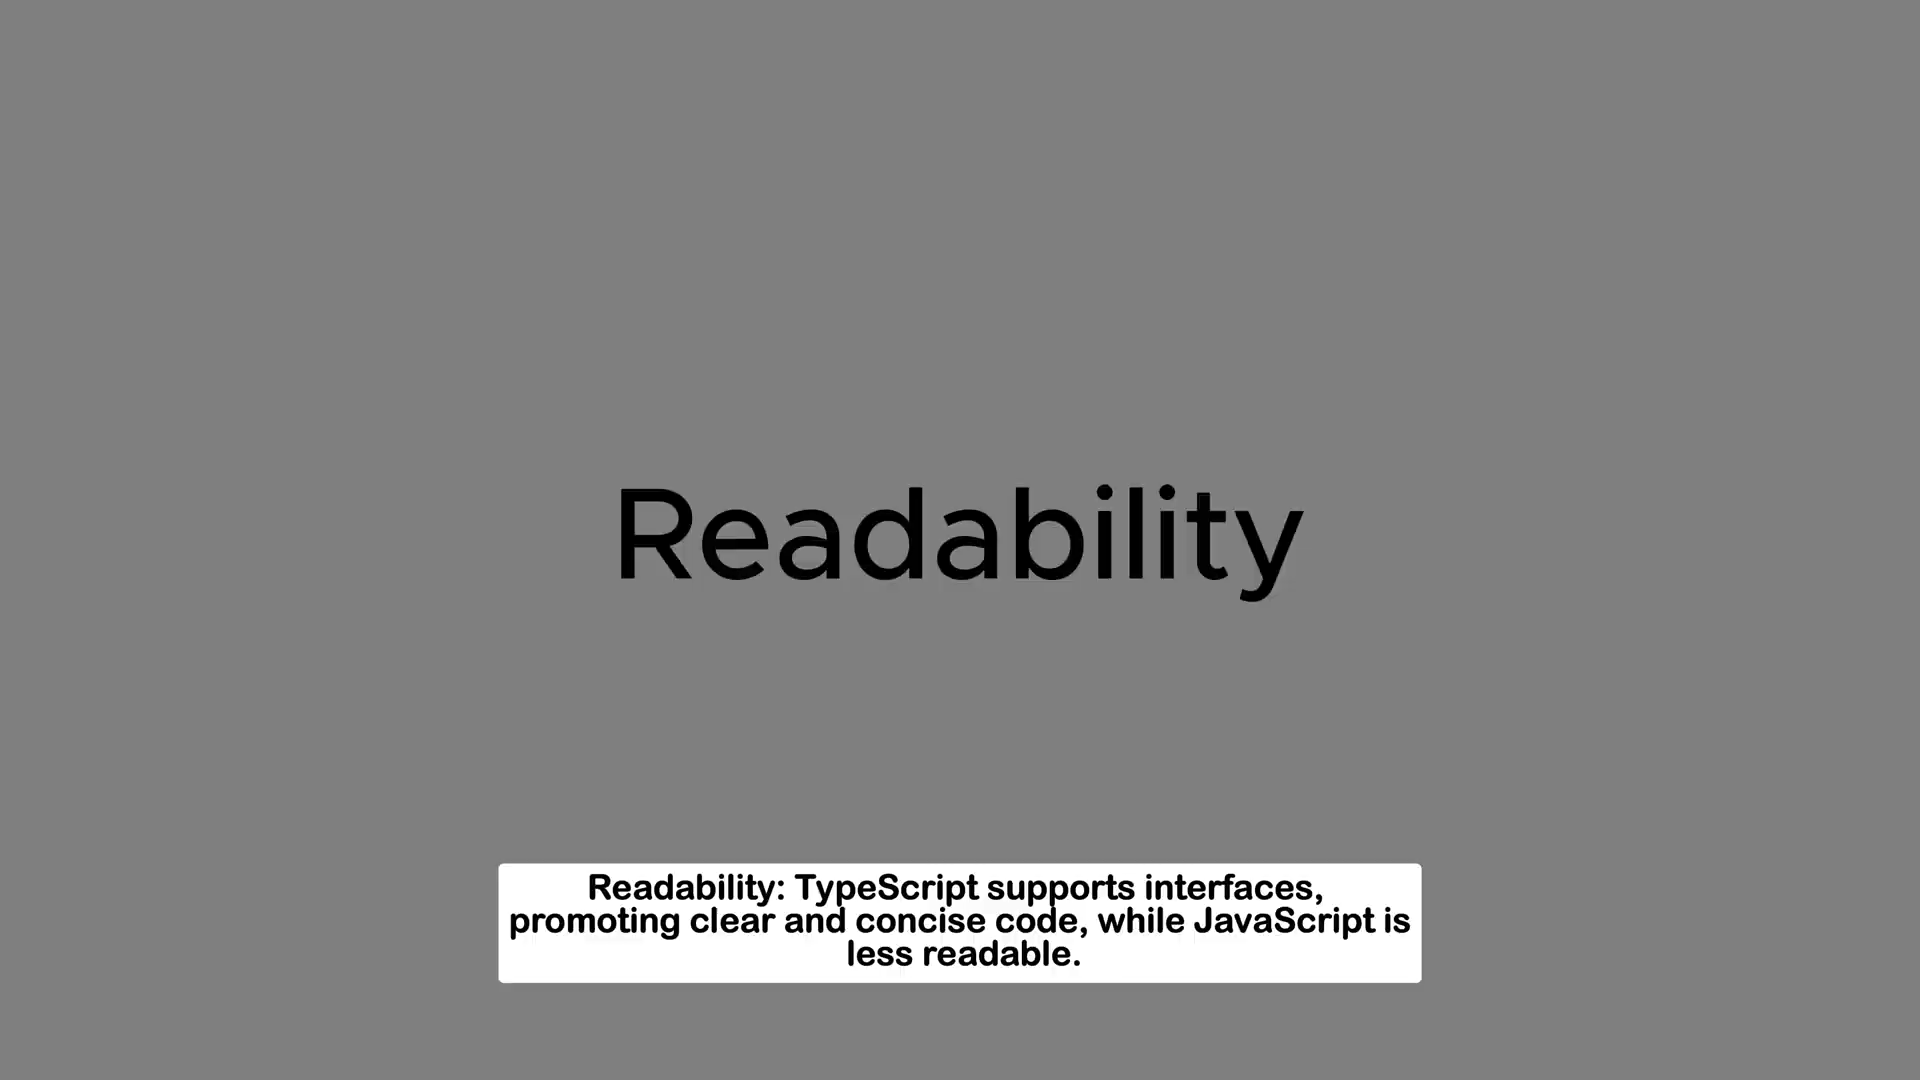 Readability
Readability: TypeScript supports interfaces,
promoting clear and concise code, while JavaScript is
less readable.